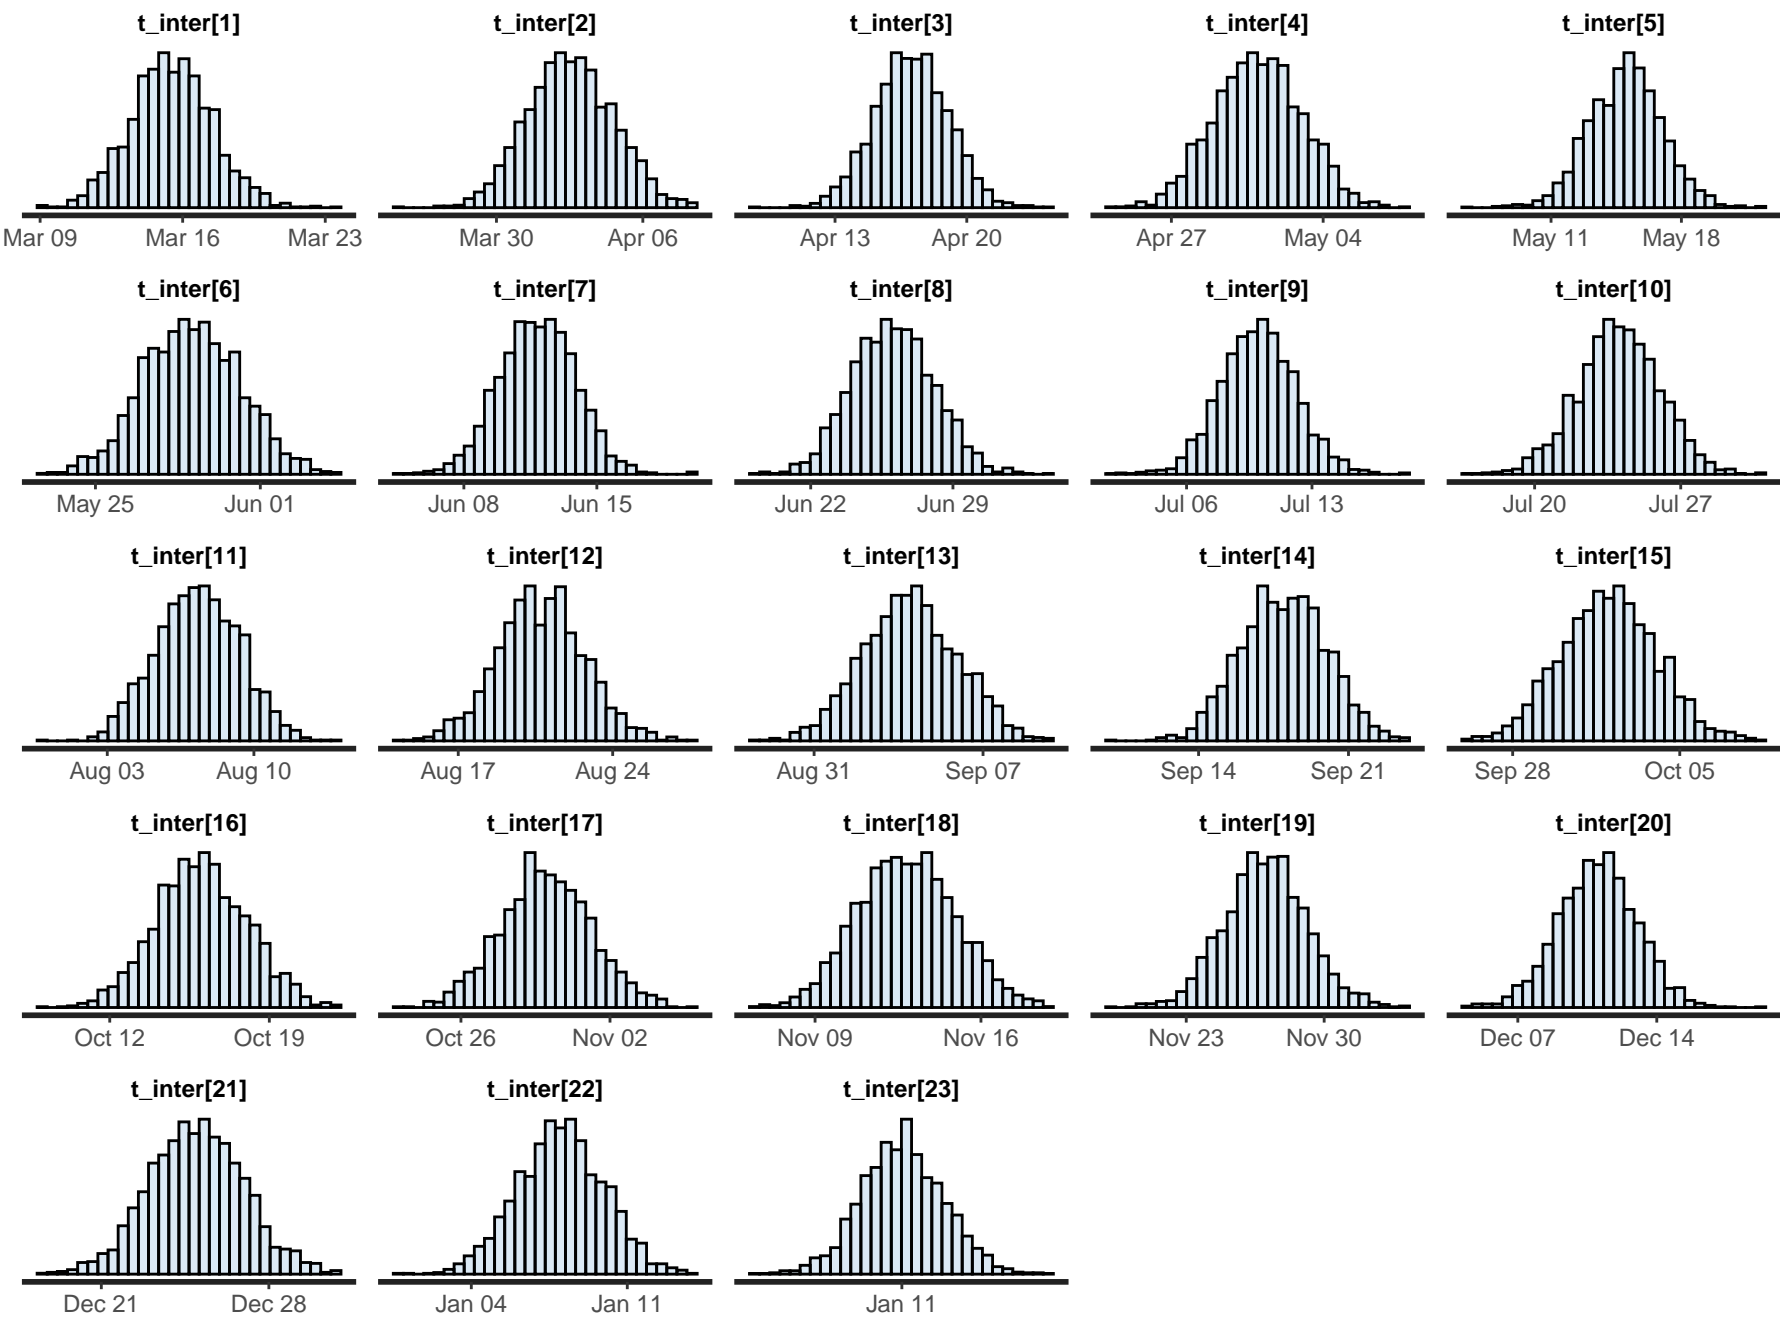 t_inter[1] t_inter[2] t_inter[3] t_inter[4] t_inter[5]
Mar 09 Mar 16 Mar 23 Mar 30 Apr 06 Apr 13 Apr 20 Apr 27 May 04 May 11 May 18
t_inter[6] t_inter[7] t_inter[8] t_inter[9] t_inter[10]
May 25 Jun 01 Jun 08 Jun 15 Jun 22 Jun 29 Jul 06 Jul 13 Jul 20 Jul 27
t_inter[11] t_inter[12] t_inter[13] t_inter[14] t_inter[15]
Aug 03 Aug 10 Aug 17 Aug 24 Aug 31 Sep 07 Sep 14 Sep 21 Sep 28 Oct 05
t_inter[16] t_inter[17] t_inter[18] t_inter[19] t_inter[20]
Oct 12 Oct 19 Oct 26 Nov 02 Nov 09 Nov 16 Nov 23 Nov 30 Dec 07 Dec 14
t_inter[21] t_inter[22] t_inter[23]
Dec 21 Dec 28 Jan 04 Jan 11 Jan 11